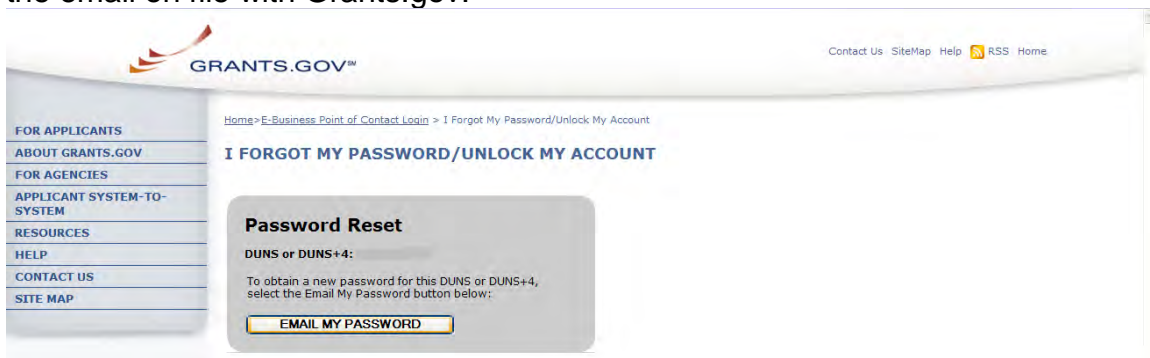 the email on file with Grants.gov.
GRANTS.GOV℠
Contact Us SiteMap Help RSS Home
Home>E-Business Point of Contact Login > I Forgot My Password/Unlock My Account
I FORGOT MY PASSWORD/UNLOCK MY ACCOUNT
FOR APPLICANTS
ABOUT GRANTS.GOV
FOR AGENCIES
APPLICANT SYSTEM-TO-
SYSTEM
RESOURCES
HELP
CONTACT US
SITE MAP
Password Reset
DUNS or DUNS+4:
To obtain a new password for this DUNS or DUNS+4,
select the Email My Password button below:
EMAIL MY PASSWORD